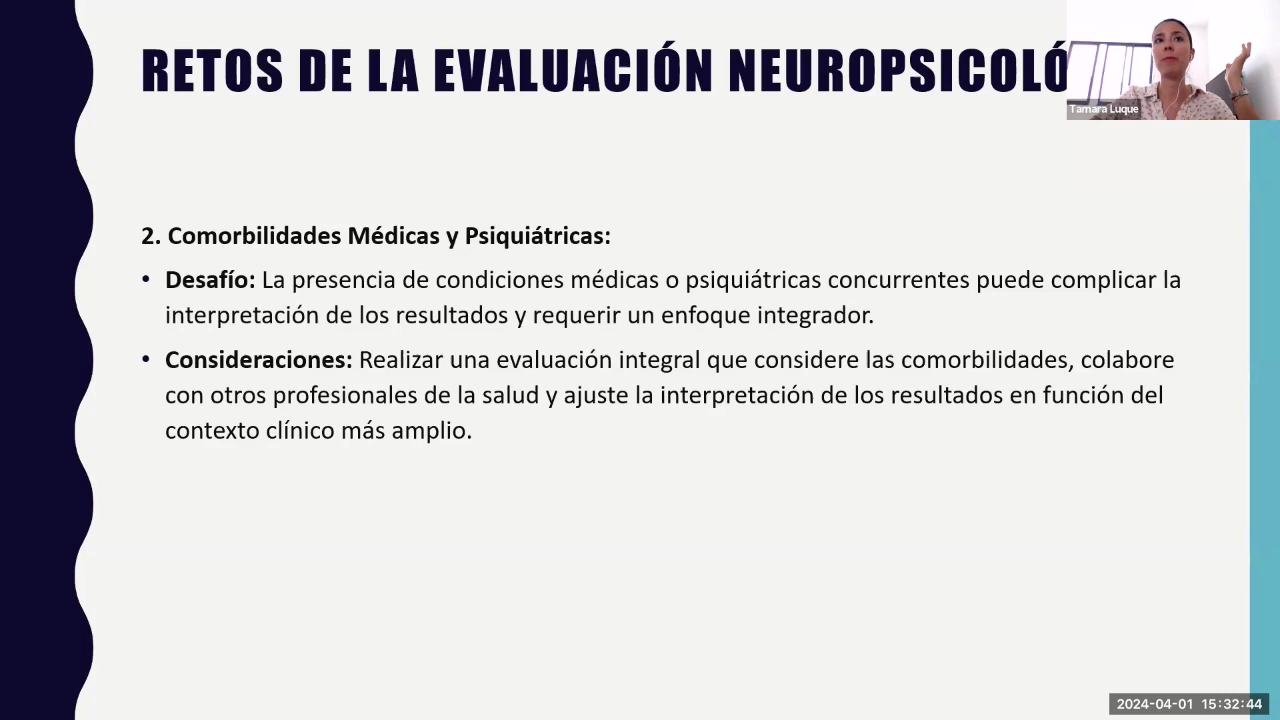 RETOS DE LA EVALUACIÓN
Tamara Luque
2. Comorbilidades Médicas y Psiquiátricas:
• Desafío: La presencia de condiciones médicas o psiquiátricas concurrentes puede complicar la
interpretación de los resultados y requerir un enfoque integrador.
• Consideraciones: Realizar una evaluación integral que considere las comorbilidades, colabore
con otros profesionales de la salud y ajuste la interpretación de los resultados en función del
contexto clínico más amplio.
2024-04-01 15:32:44